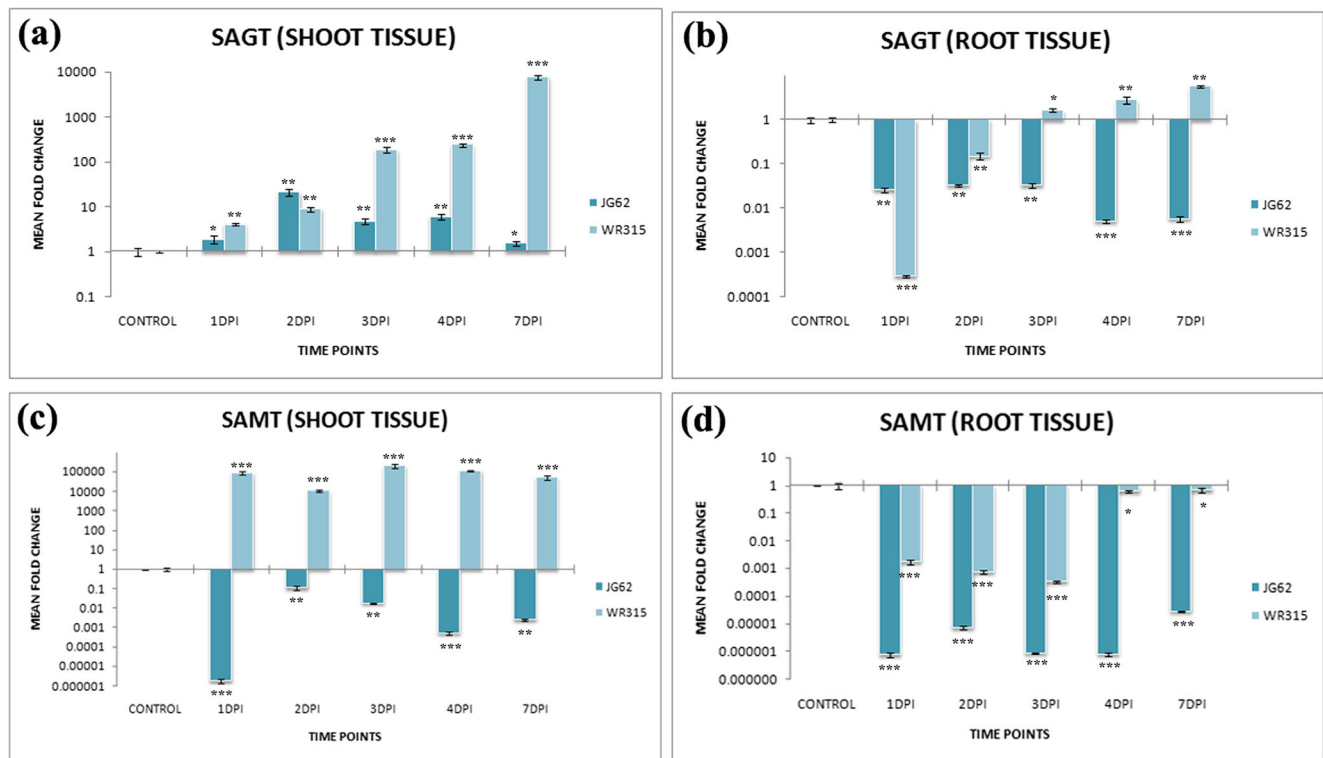 (a)
SAGT (SHOOT TISSUE)
MEAN FOLD CHANGE
10000
1000
100
10
1
0.1
* ** ** ** ** *** ** *** * ***
CONTROL 1DPI 2DPI 3DPI 4DPI 7DPI
TIME POINTS
JG62
WR315
(b)
SAGT (ROOT TISSUE)
MEAN FOLD CHANGE
1
0.1
0.01
0.001
0.0001
* ** **
** *** ** ** ** *** ***
CONTROL 1DPI 2DPI 3DPI 4DPI 7DPI
TIME POINTS
JG62
WR315
(c)
SAMT (SHOOT TISSUE)
MEAN FOLD CHANGE
100000
10000
1000
100
10
1
0.1
0.01
0.001
0.0001
0.00001
0.000001
*** *** *** *** ***
*** ** ** *** **
CONTROL 1DPI 2DPI 3DPI 4DPI 7DPI
TIME POINTS
JG62
WR315
(d)
SAMT (ROOT TISSUE)
MEAN FOLD CHANGE
10
1
0.1
0.01
0.001
0.0001
0.00001
0.000001
0.000000
*** *** *** *** *** *** *** * *** *
CONTROL 1DPI 2DPI 3DPI 4DPI 7DPI
TIME POINTS
JG62
WR315